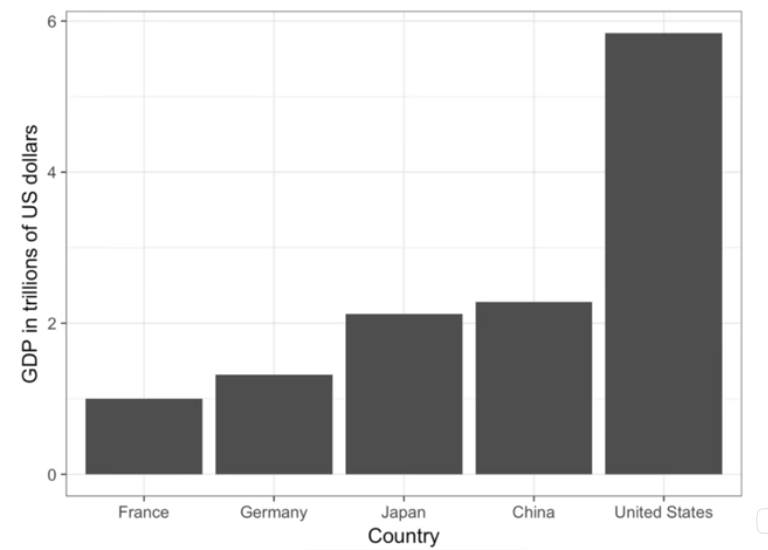 6
4
2
0
GDP in trillions of US dollars
France Germany Japan China United States
Country